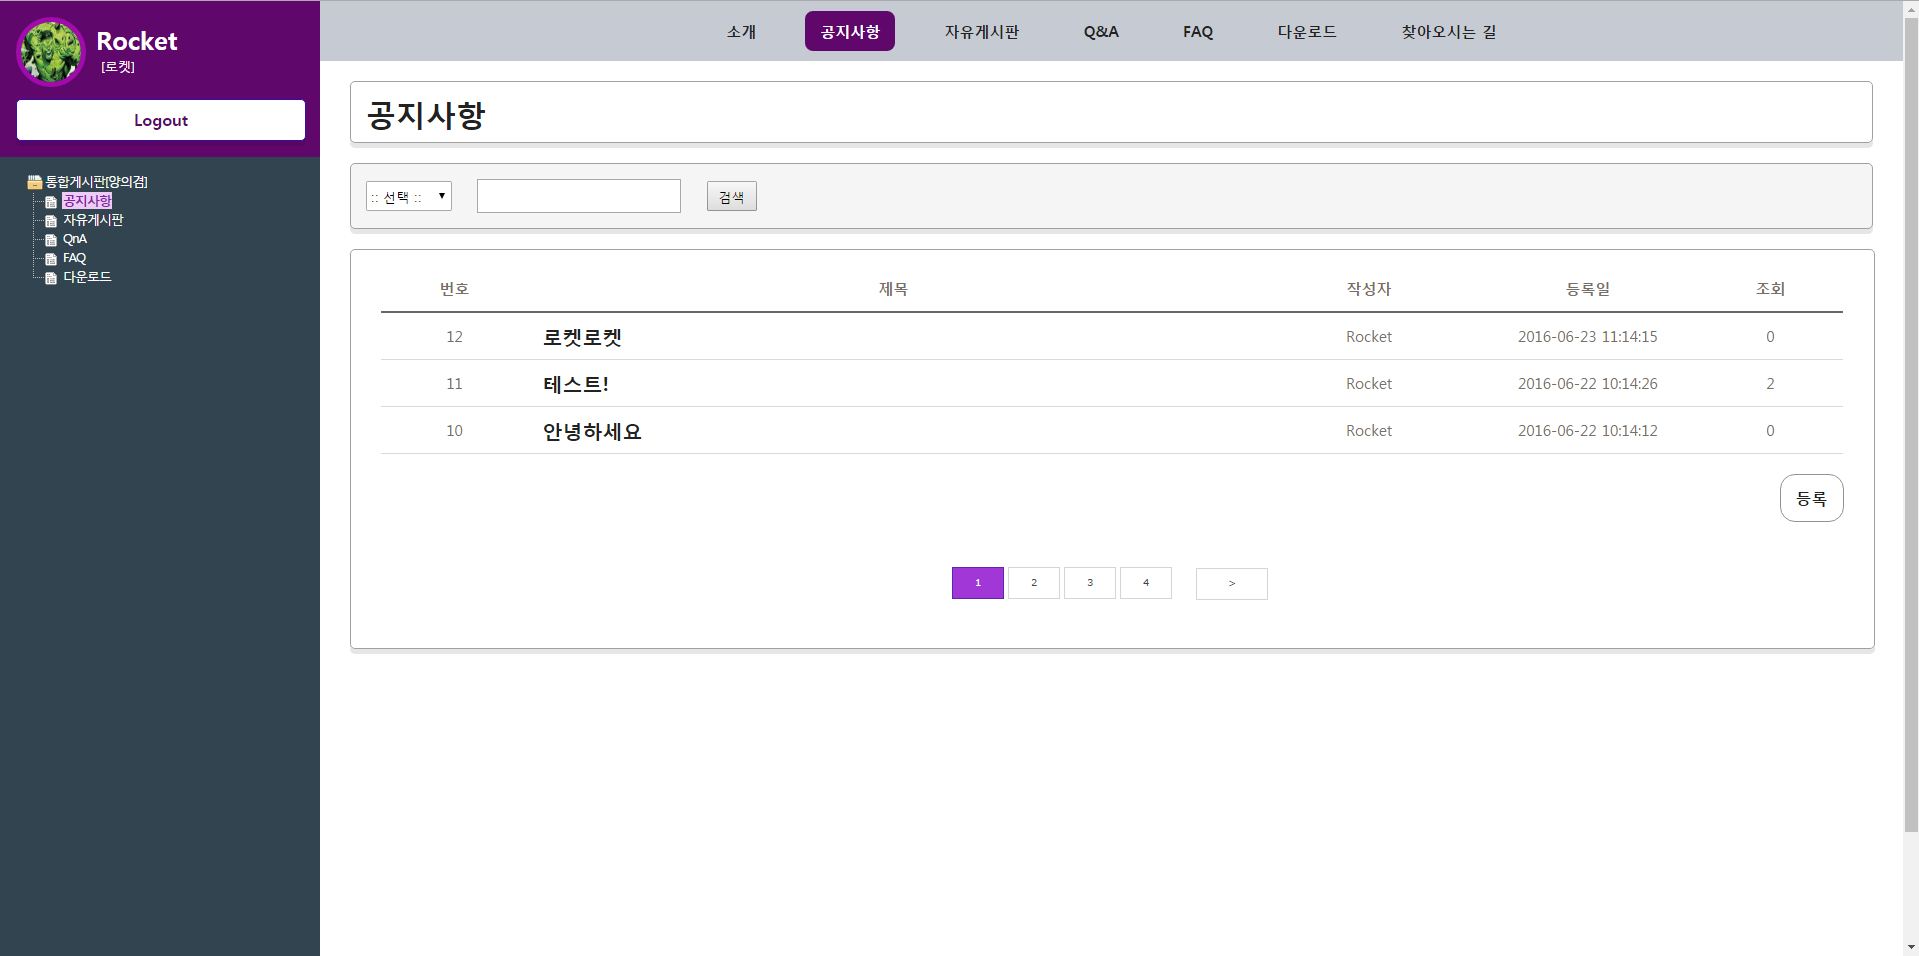 Rocket
[로켓]
Logout
통합게시판[양의겸]
공지사항
자유게시판
QnA
FAQ
다운로드
소개 공지사항 자유게시판 Q&A FAQ 다운로드 찾아오시는 길
공지사항
:: 선택 :: 검색
번호 제목 작성자 등록일 조회
12 로켓로켓 Rocket 2016-06-23 11:14:15 0
11 테스트! Rocket 2016-06-22 10:14:26 2
10 안녕하세요 Rocket 2016-06-22 10:14:12 0
등록
1 2 3 4 >